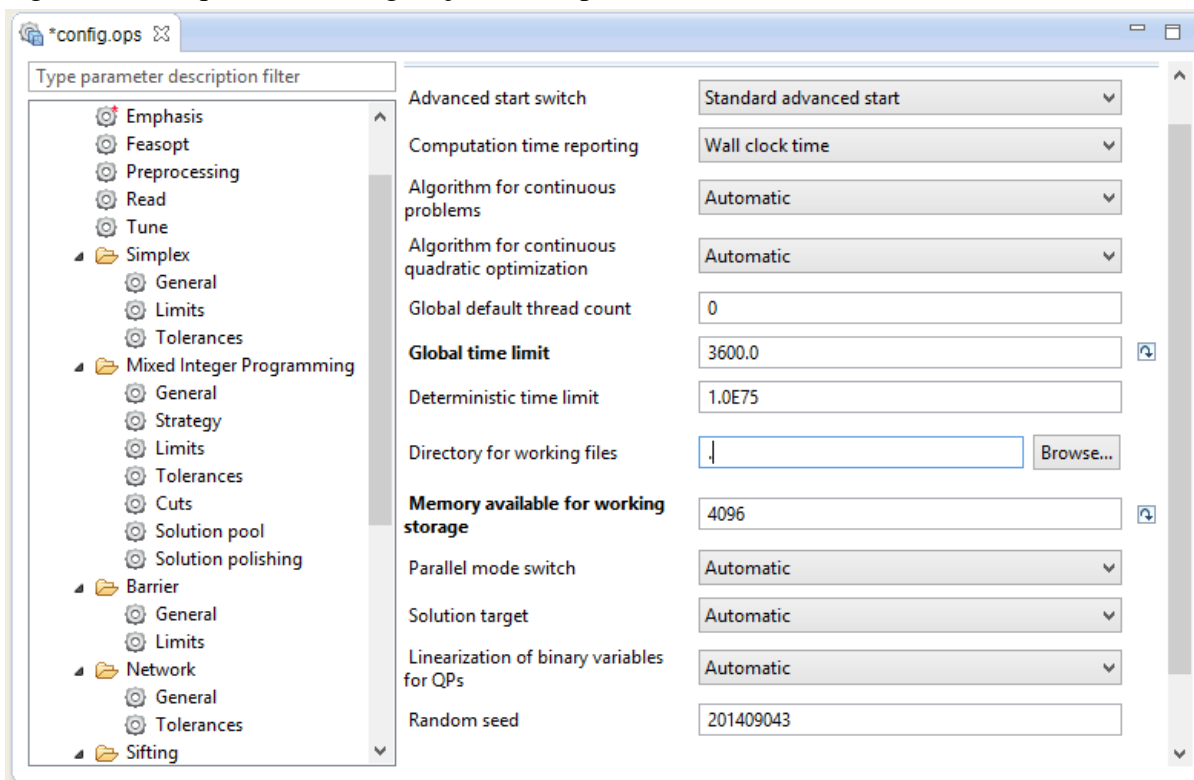 *config.ops
Type parameter description filter
Emphasis
Feasopt
Preprocessing
Read
Tune
Simplex
General
Limits
Tolerances
Mixed Integer Programming
General
Strategy
Limits
Tolerances
Cuts
Solution pool
Solution polishing
Barrier
General
Limits
Network
General
Tolerances
Sifting
Advanced start switch
Standard advanced start
Computation time reporting
Wall clock time
Algorithm for continuous
problems
Automatic
Algorithm for continuous
quadratic optimization
Automatic
Global default thread count
0
Global time limit
3600.0
Deterministic time limit
1.0E75
Directory for working files
.
Browse...
Memory available for working
storage
4096
Parallel mode switch
Automatic
Solution target
Automatic
Linearization of binary variables
for QPs
Automatic
Random seed
201409043